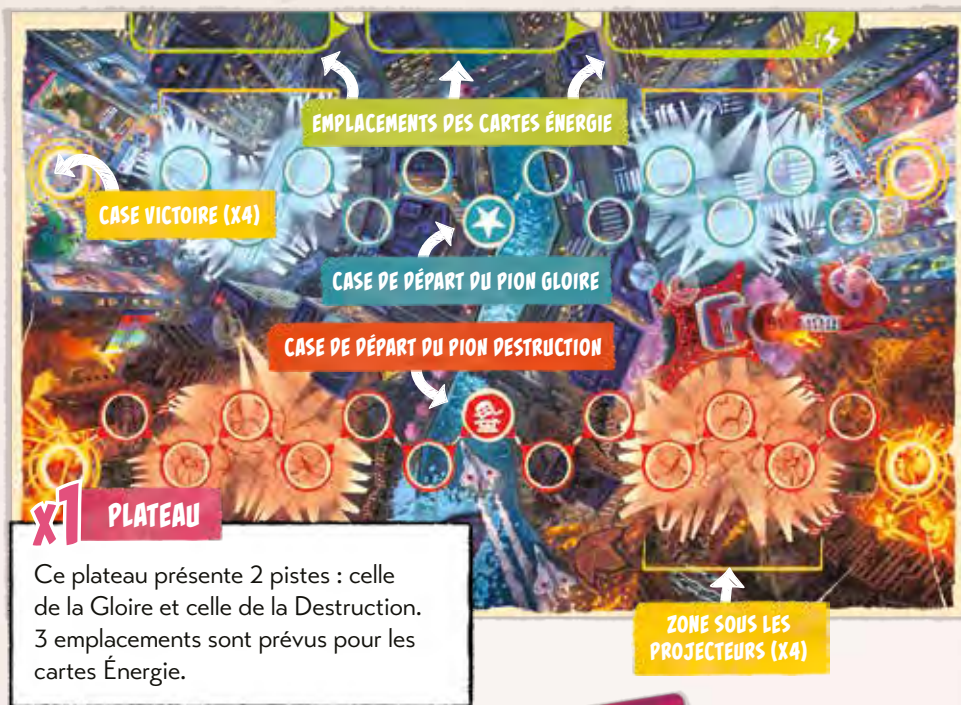 -1
EMPLACEMENTS DES CARTES ÉNERGIE
CASE VICTOIRE (X4)
CASE DE DÉPART DU PION GLOIRE
CASE DE DÉPART DU PION DESTRUCTION
X1 PLATEAU
Ce plateau présente 2 pistes : celle
de la Gloire et celle de la Destruction.
3 emplacements sont prévus pour les
cartes Énergie.
ZONE SOUS LES
PROJECTEURS (X4)